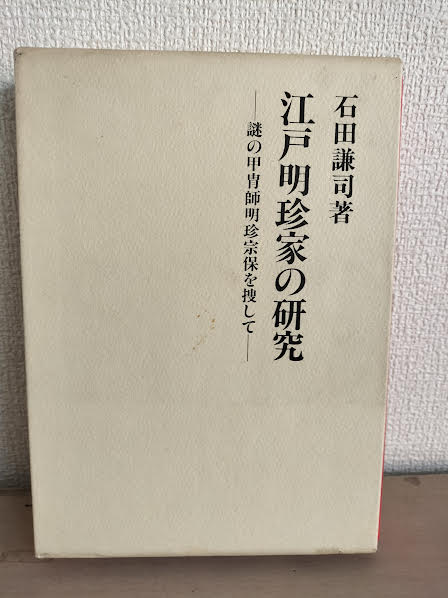 石田謙司著
江戸明珍家の研究
―謎の甲冑師明珍宗保を捜して―